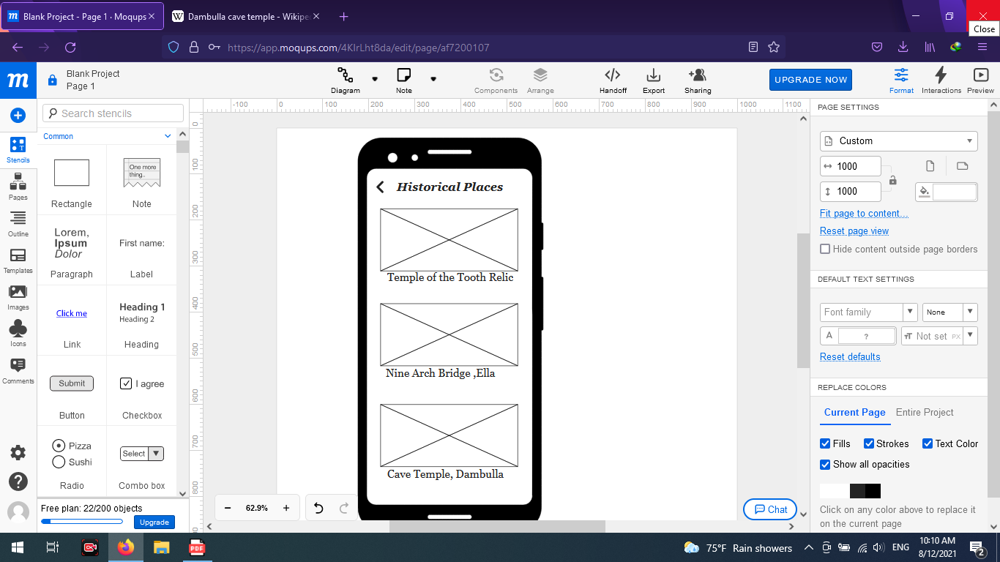 Blank Project - Page 1 · Moqups
Dambulla cave temple - Wikipe
Close
https://app.moqups.com/4KIrLht8da/edit/page/af7200107
m
Blank Project
Page 1
Diagram
Note
Components
Arrange
Handoff
Export
Sharing
UPGRADE NOW
Format
Interactions
Preview
Search stencils
Common
Stencils
Pages
Outline
Templates
Images
Icons
Comments
Rectangle
One more
thing..
Note
Lorem,
Ipsum
Dolor
Paragraph
First name:
Label
Click me
Link
Heading 1
Heading 2
Heading
Submit
Button
I agree
Checkbox
Pizza
Sushi
Radio
Select
Combo box
Free plan: 22/200 objects
Upgrade
-100 0 100 200 300 400 500 600 700 800 900 1000 1100
0
100
200
300
400
500
600
700
800
Historical Places
Temple of the Tooth Relic
Nine Arch Bridge ,Ella
Cave Temple, Dambulla
62.9%
Chat
PAGE SETTINGS
Custom
1000
1000
Fit page to content...
Reset page view
Hide content outside page borders
DEFAULT TEXT SETTINGS
Font family
None
A ?
Not set PX
Reset defaults
REPLACE COLORS
Current Page Entire Project
Fills Strokes Text Color
Show all opacities
Click on any color above to replace it
on the current page
PDF
75°F Rain showers
ENG
10:10 AM
8/12/2021
2